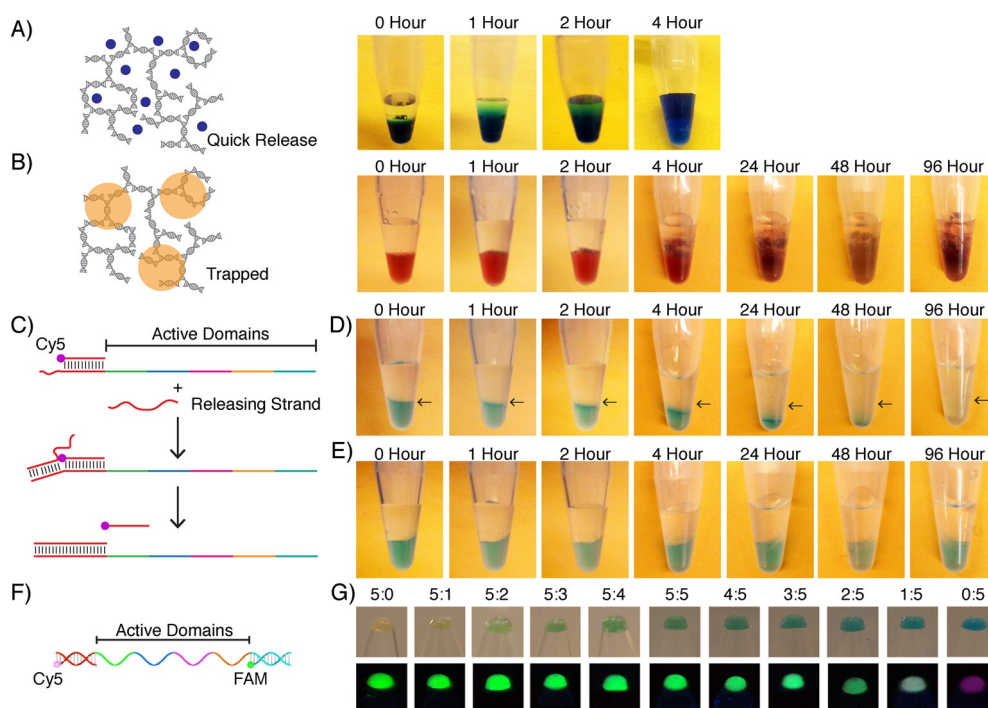 A)
0 Hour 1 Hour 2 Hour 4 Hour
Quick Release
B)
0 Hour 1 Hour 2 Hour 4 Hour 24 Hour 48 Hour 96 Hour
Trapped
C)
Active Domains
Cy5
+
Releasing Strand
D)
0 Hour 1 Hour 2 Hour 4 Hour 24 Hour 48 Hour 96 Hour
E)
0 Hour 1 Hour 2 Hour 4 Hour 24 Hour 48 Hour 96 Hour
F)
Active Domains
Cy5 FAM
G)
5:0 5:1 5:2 5:3 5:4 5:5 4:5 3:5 2:5 1:5 0:5